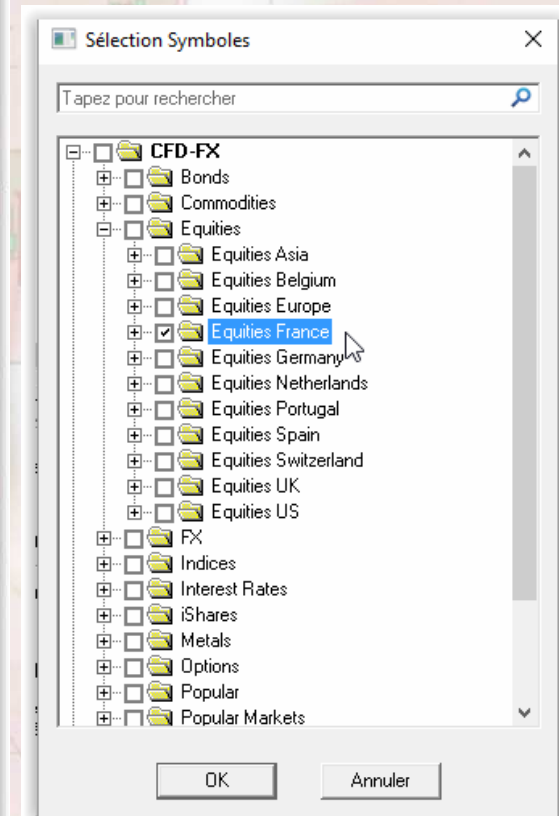 Sélection Symboles
Tapez pour rechercher
CFD-FX
Bonds
Commodities
Equities
Equities Asia
Equities Belgium
Equities Europe
Equities France
Equities Germany
Equities Netherlands
Equities Portugal
Equities Spain
Equities Switzerland
Equities UK
Equities US
FX
Indices
Interest Rates
iShares
Metals
Options
Popular
Popular Markets
OK
Annuler